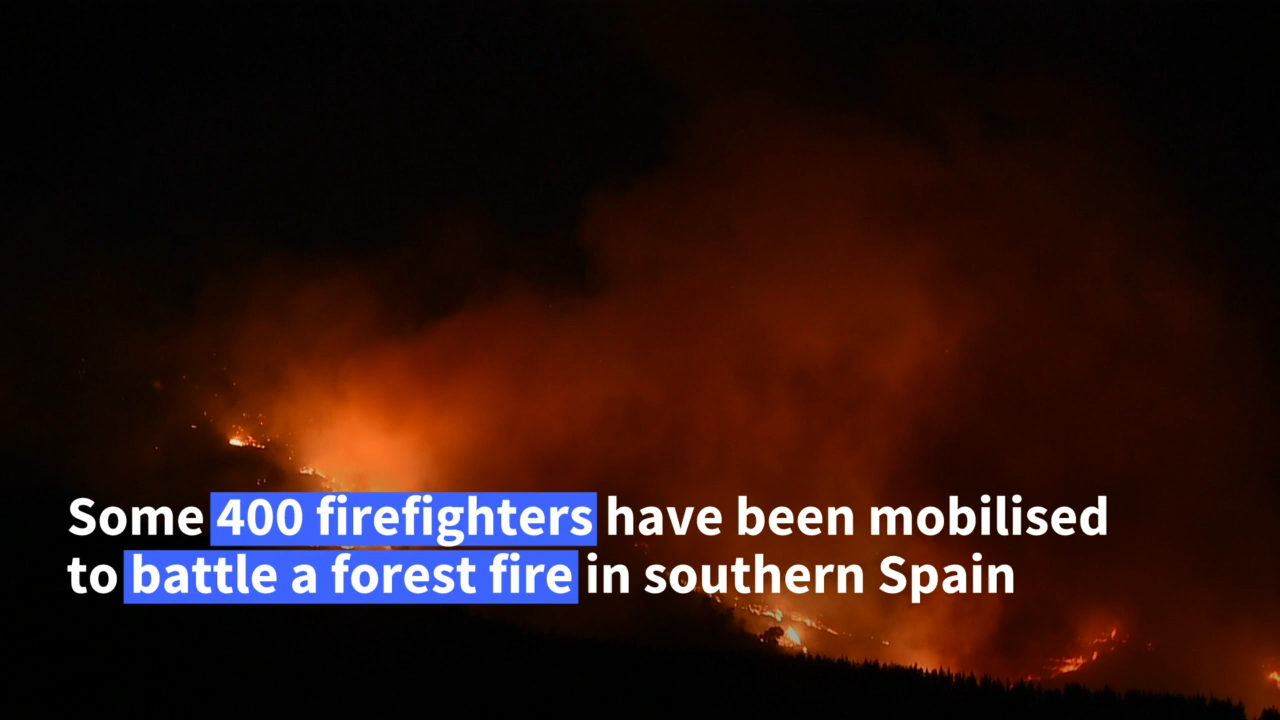 Some 400 firefighters have been mobilised
to battle a forest fire in southern Spain